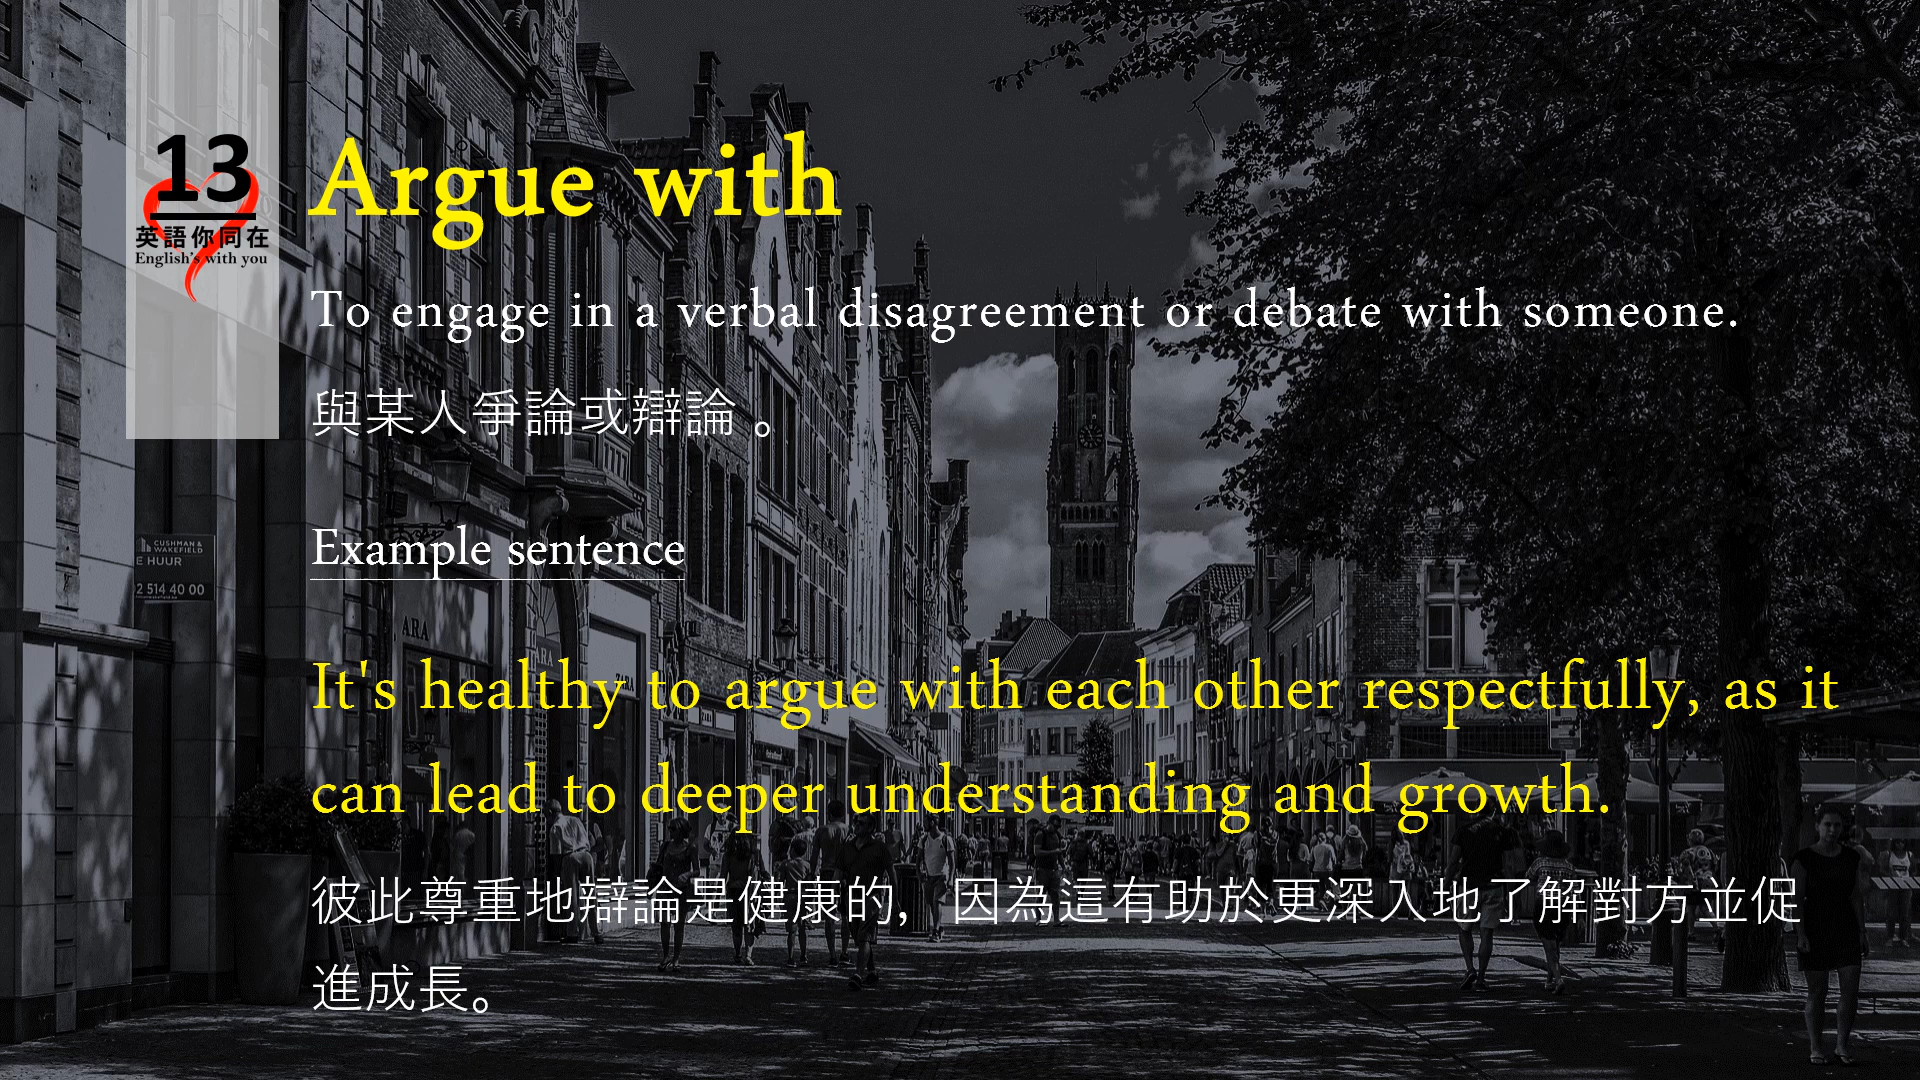 13
英語你同在
English's with you
Argue with
To engage in a verbal disagreement or debate with someone.
與某人爭論或辯論 。
Example sentence
CUSHMAN &
WAKEFIELD
E HUUR
2 514 40 00
ARA
ARA
It's healthy to argue with each other respectfully, as it
can lead to deeper understanding and growth.
彼此尊重地辯論是健康的，因為這有助於更深入地了解對方並促
進成長。